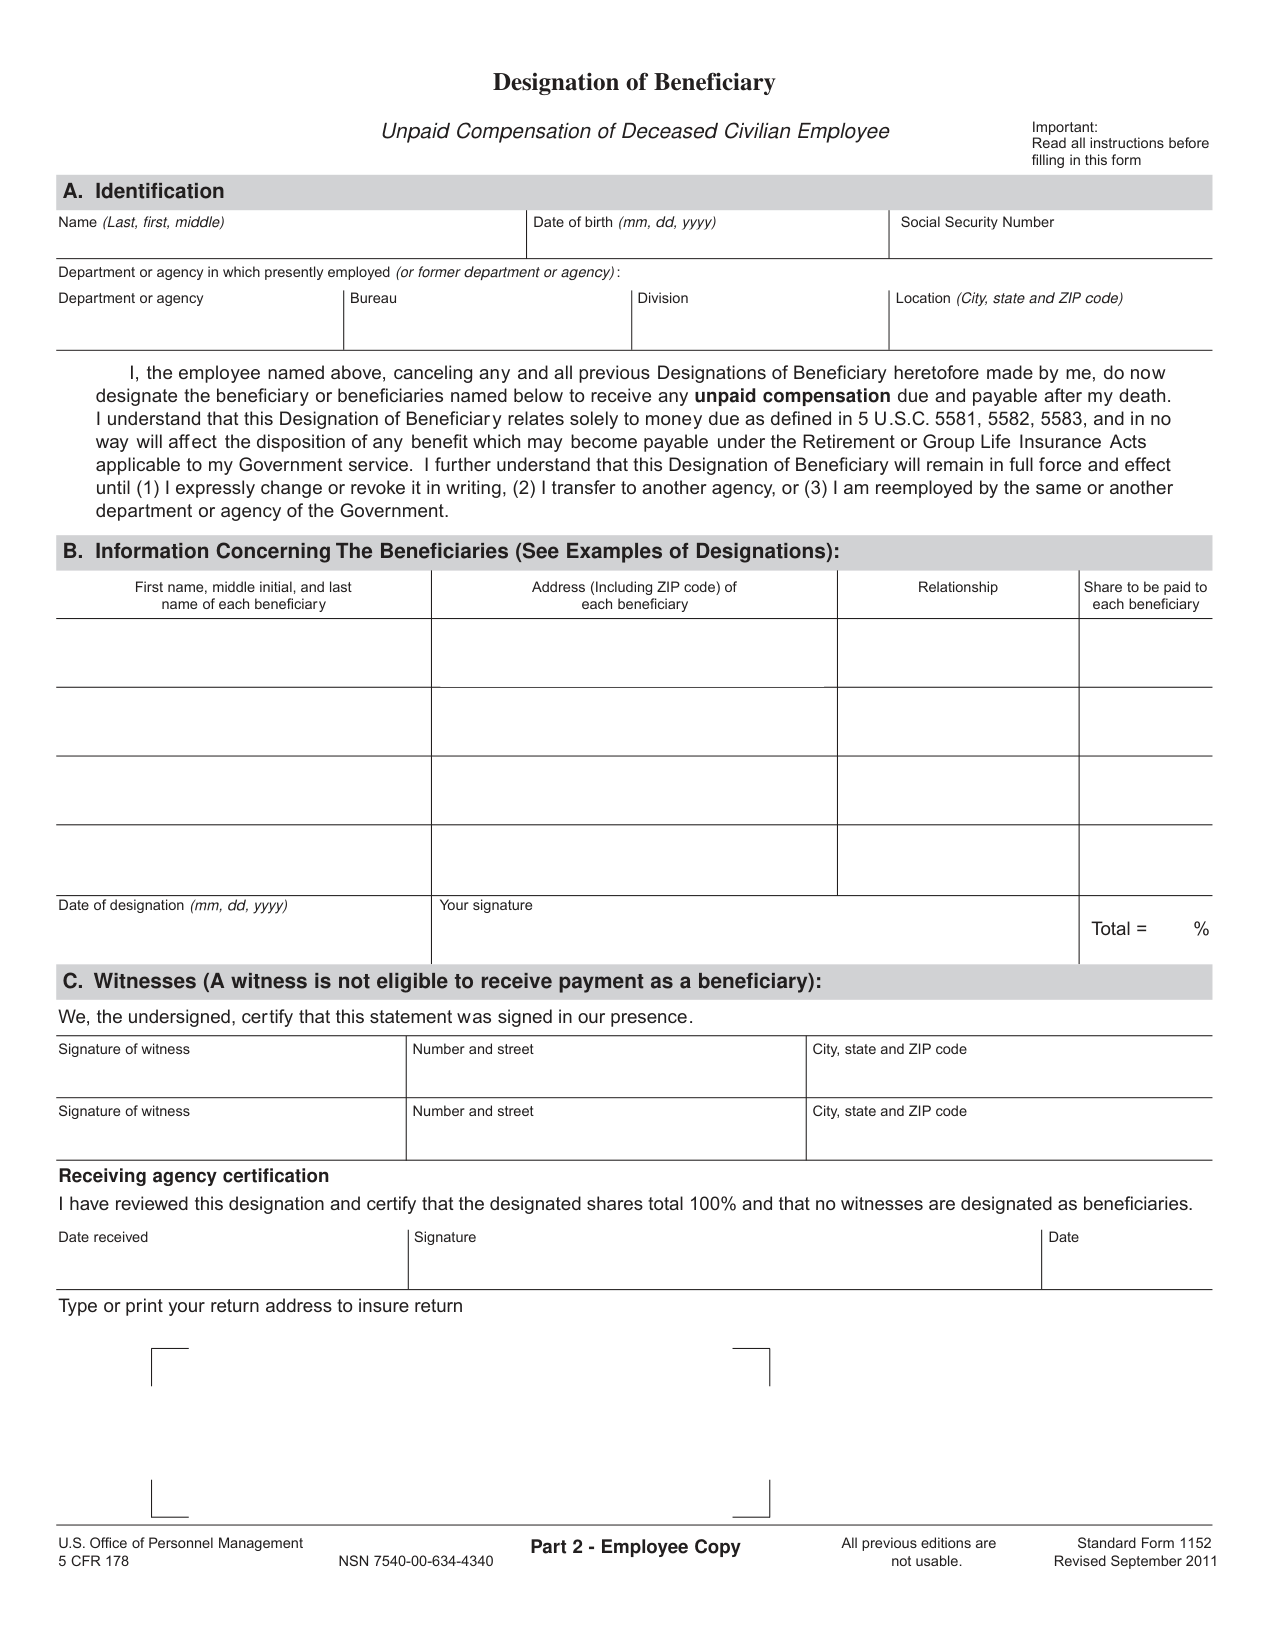 Designation of Beneficiary
Unpaid Compensation of Deceased Civilian Employee
Important:
Read all instructions before
filling in this form
A. Identification
Name (Last, first, middle)
Date of birth (mm, dd, yyyy)
Social Security Number
Department or agency in which presently employed (or former department or agency) :
Department or agency
Bureau
Division
Location (City, state and ZIP code)
I, the employee named above, canceling any and all previous Designations of Beneficiary heretofore made by me, do now
designate the beneficiary or beneficiaries named below to receive any unpaid compensation due and payable after my death.
I understand that this Designation of Beneficiary relates solely to money due as defined in 5 U.S.C. 5581, 5582, 5583, and in no
way will affect the disposition of any benefit which may become payable under the Retirement or Group Life Insurance Acts
applicable to my Government service. I further understand that this Designation of Beneficiary will remain in full force and effect
until (1) I expressly change or revoke it in writing, (2) I transfer to another agency, or (3) I am reemployed by the same or another
department or agency of the Government.
B. Information Concerning The Beneficiaries (See Examples of Designations):
First name, middle initial, and last
name of each beneficiary
Address (Including ZIP code) of
each beneficiary
Relationship
Share to be paid to
each beneficiary
Date of designation (mm, dd, yyyy)
Your signature
Total = %
C. Witnesses (A witness is not eligible to receive payment as a beneficiary):
We, the undersigned, certify that this statement was signed in our presence.
Signature of witness
Number and street
City, state and ZIP code
Signature of witness
Number and street
City, state and ZIP code
Receiving agency certification
I have reviewed this designation and certify that the designated shares total 100% and that no witnesses are designated as beneficiaries.
Date received
Signature
Date
Type or print your return address to insure return
U.S. Office of Personnel Management
5 CFR 178
NSN 7540-00-634-4340
Part 2 - Employee Copy
All previous editions are
not usable.
Standard Form 1152
Revised September 2011